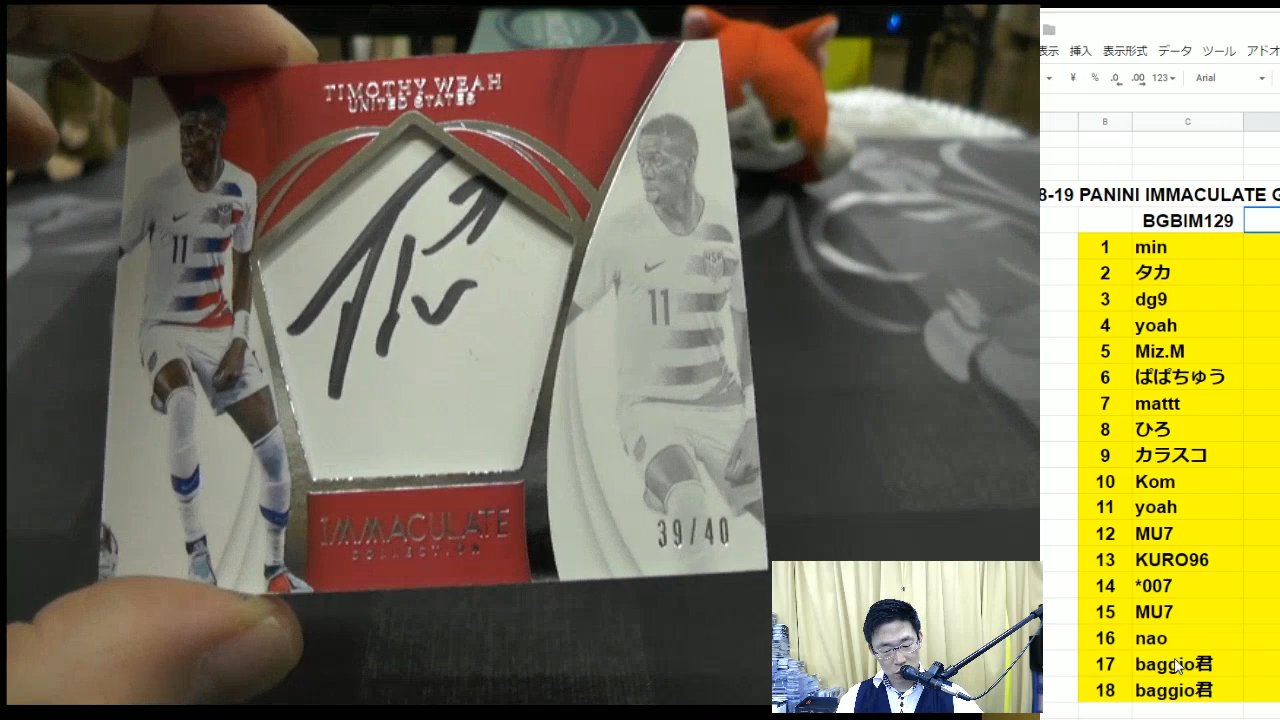 TIMOTHY WEAH
UNITED STATES
11
11
IMMACULATE
COLLECTION
39/40
表示 挿入 表示形式 データ ツール アドオ
¥ % .0 .00 123 Arial
B C
8-19 PANINI IMMACULATE
BGBIM129
1 min
2 タカ
3 dg9
4 yoah
5 Miz.M
6 ぱぱちゅう
7 mattt
8 ひろ
9 カラスコ
10 Kom
11 yoah
12 MU7
13 KURO96
14 *007
15 MU7
16 nao
17 baggio君
18 baggio君